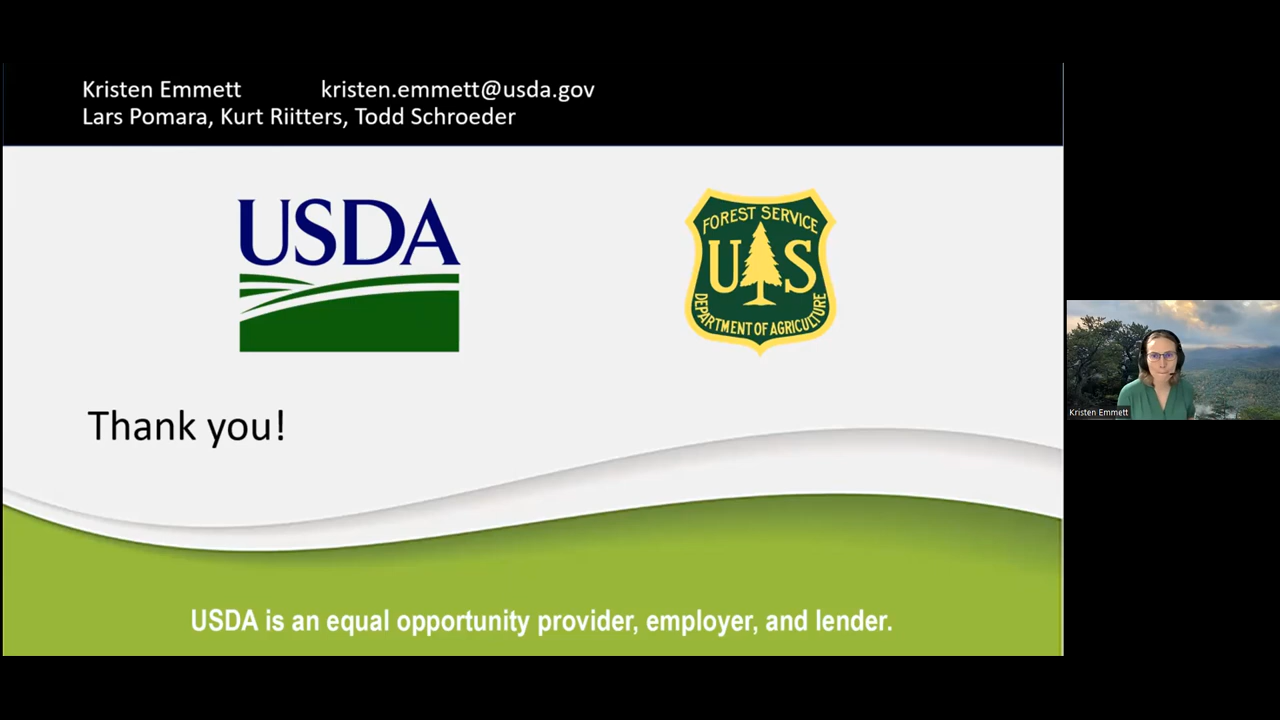 Kristen Emmett kristen.emmett@usda.gov
Lars Pomara, Kurt Riitters, Todd Schroeder
USDA
FOREST SERVICE
U S
DEPARTMENT OF AGRICULTURE
Thank you!
Kristen Emmett
USDA is an equal opportunity provider, employer, and lender.